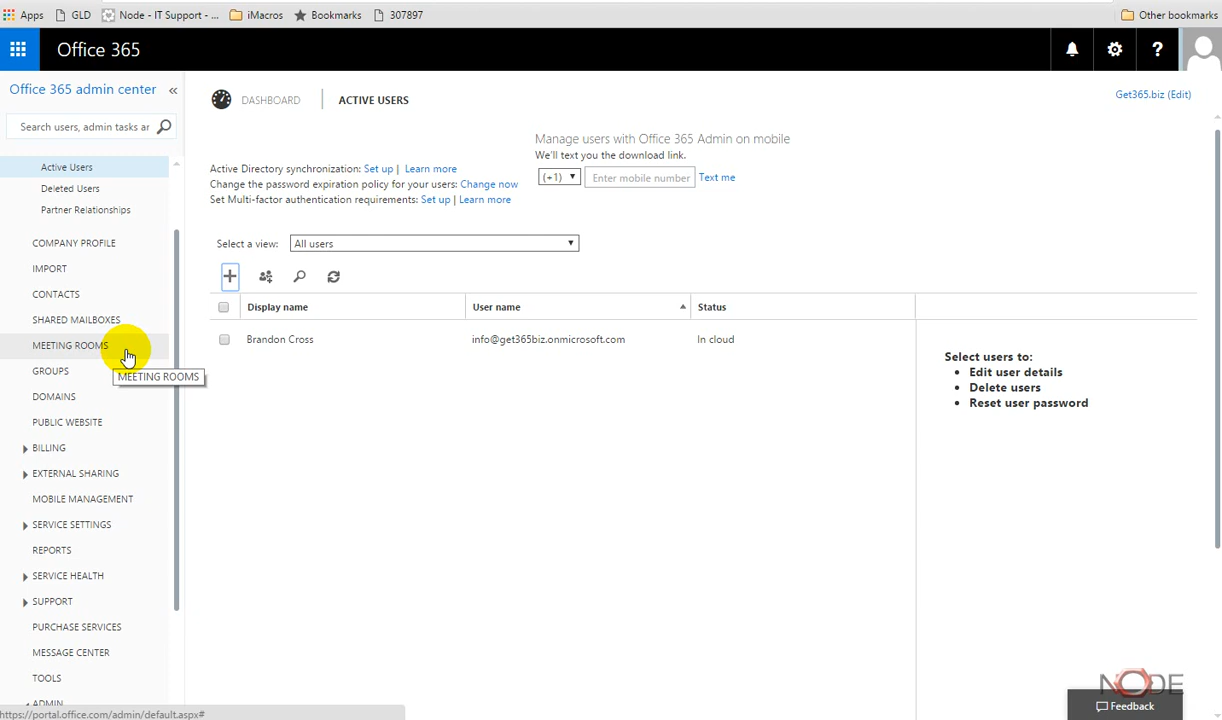 Apps GLD Node - IT Support - ... iMacros Bookmarks 307897 Other bookmarks
Office 365 ?
Office 365 admin center «
Search users, admin tasks ar
Active Users
Deleted Users
Partner Relationships
COMPANY PROFILE
IMPORT
CONTACTS
SHARED MAILBOXES
MEETING ROOMS
MEETING ROOMS
GROUPS
DOMAINS
PUBLIC WEBSITE
BILLING
EXTERNAL SHARING
MOBILE MANAGEMENT
SERVICE SETTINGS
REPORTS
SERVICE HEALTH
SUPPORT
PURCHASE SERVICES
MESSAGE CENTER
TOOLS
ADMIN
https://portal.office.com/admin/default.aspx#
DASHBOARD | ACTIVE USERS
Get365.biz (Edit)
Manage users with Office 365 Admin on mobile
We'll text you the download link.
(+1) Enter mobile number Text me
Active Directory synchronization: Set up | Learn more
Change the password expiration policy for your users: Change now
Set Multi-factor authentication requirements: Set up | Learn more
Select a view: All users
Display name User name Status
Brandon Cross info@get365biz.onmicrosoft.com In cloud
Select users to:
• Edit user details
• Delete users
• Reset user password
NODE
Feedback